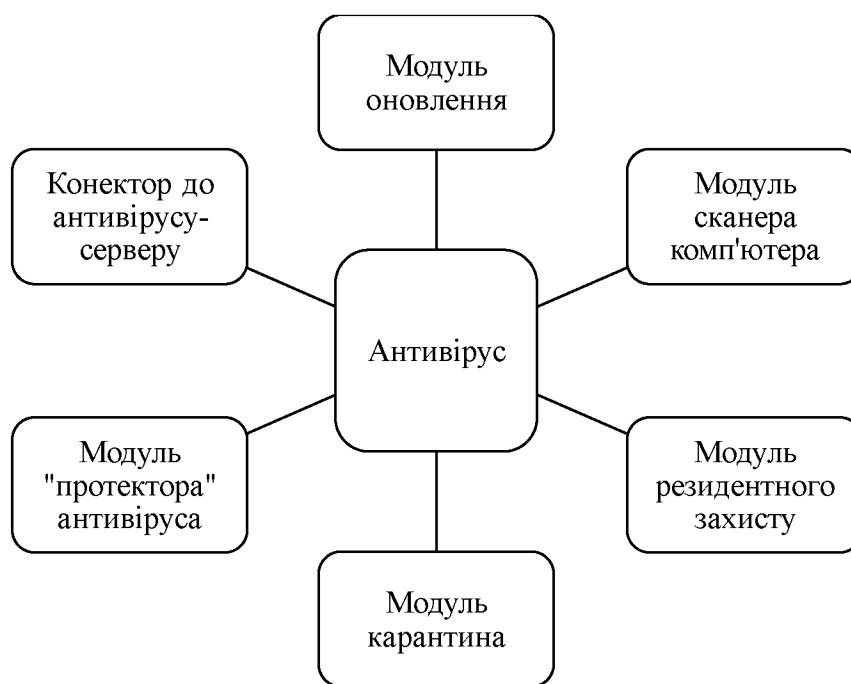 Модуль
оновлення
Конектор до
антивірусу-
серверу
Модуль
сканера
комп'ютера
Антивірус
Модуль
"протектора"
антивіруса
Модуль
резидентного
захисту
Модуль
карантина